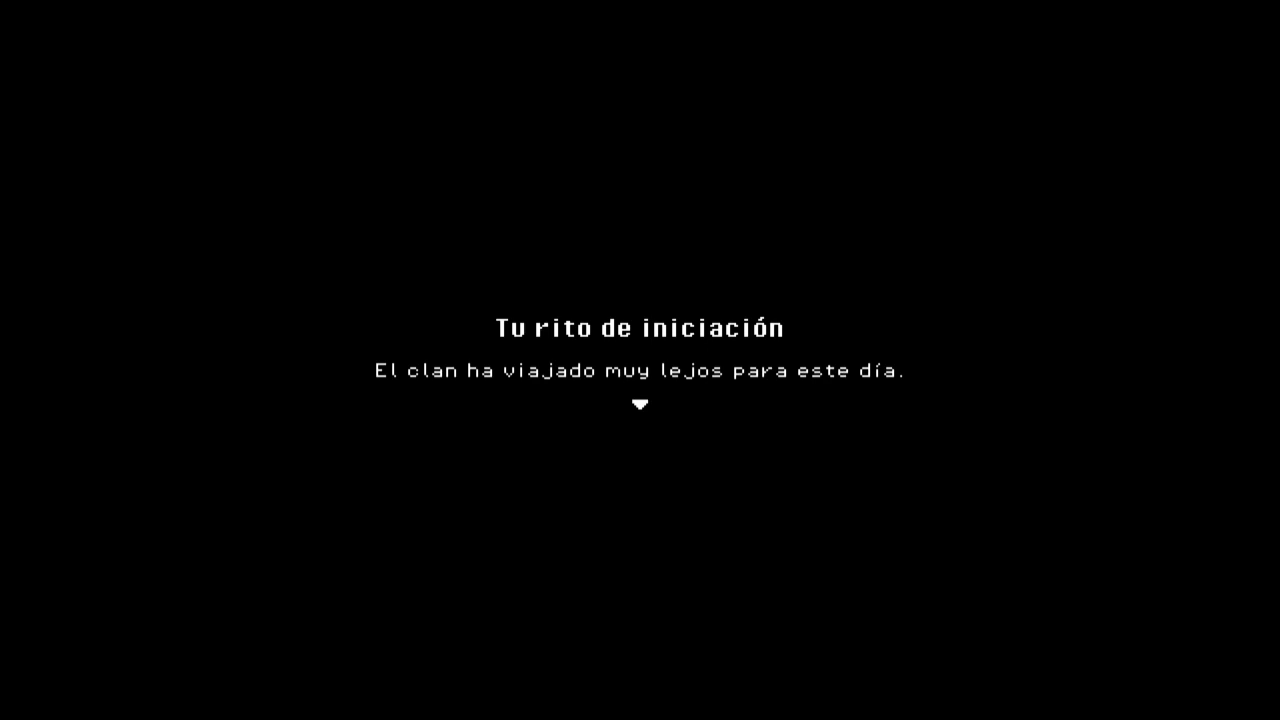 Tu rito de iniciación
El clan ha viajado muy lejos para este día.